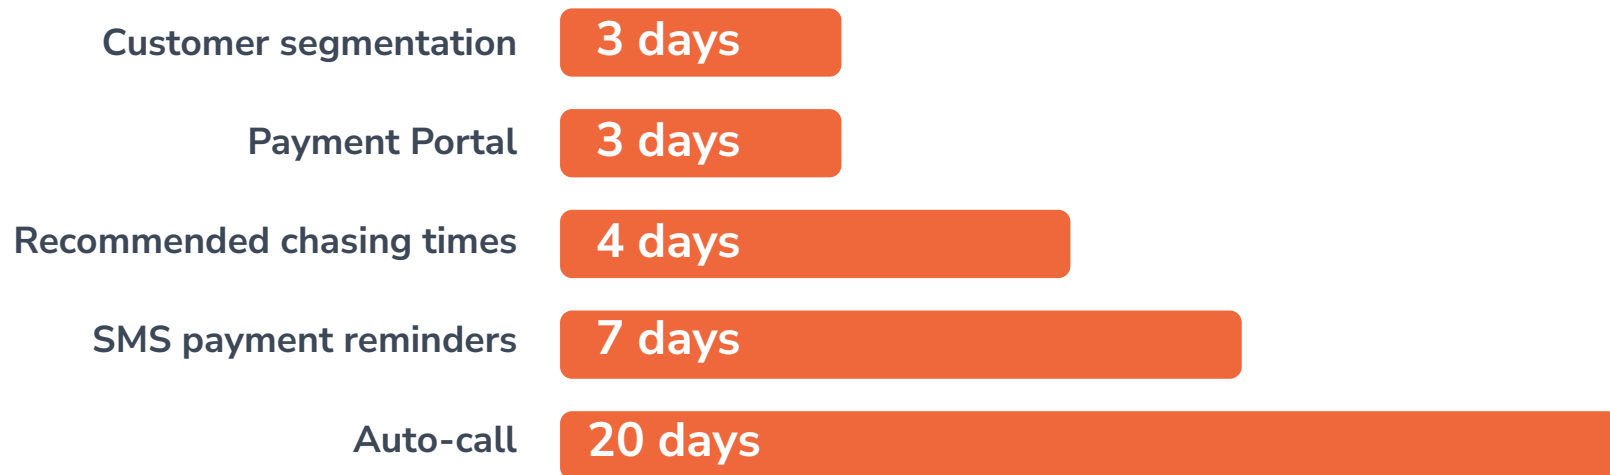 Customer segmentation 3 days
Payment Portal 3 days
Recommended chasing times 4 days
SMS payment reminders 7 days
Auto-call 20 days